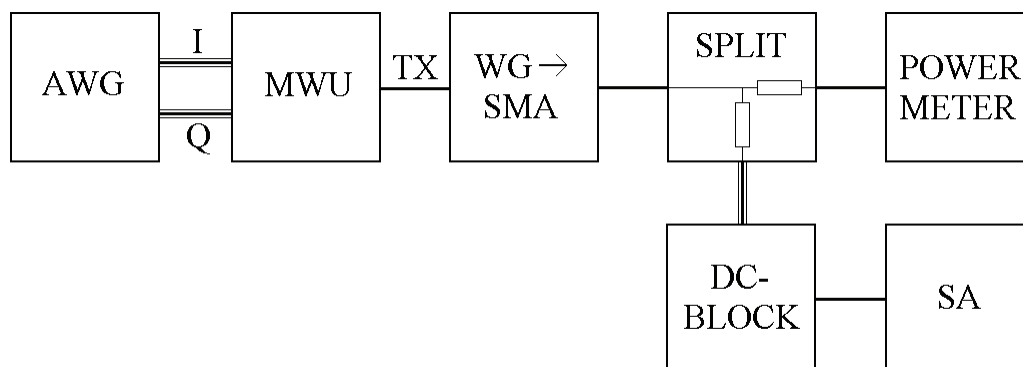 AWG
I
Q
MWU
TX
WG →
SMA
SPLIT
POWER
METER
DC-
BLOCK
SA